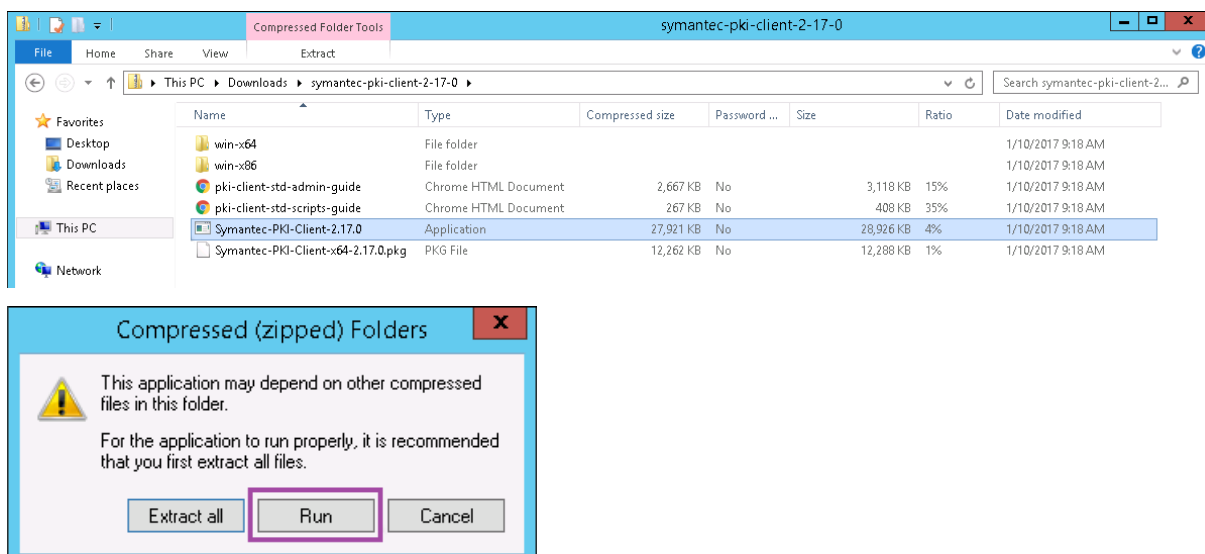 symantec-pki-client-2-17-0
Compressed Folder Tools
File Home Share View Extract
This PC Downloads symantec-pki-client-2-17-0
Search symantec-pki-client-2...
Name Type Compressed size Password ... Size Ratio Date modified
Favorites
Desktop
Downloads
Recent places
This PC
Network
win-x64 File folder 1/10/2017 9:18 AM
win-x86 File folder 1/10/2017 9:18 AM
pki-client-std-admin-guide Chrome HTML Document 2,667 KB No 3,118 KB 15% 1/10/2017 9:18 AM
pki-client-std-scripts-guide Chrome HTML Document 267 KB No 408 KB 35% 1/10/2017 9:18 AM
Symantec-PKI-Client-2.17.0 Application 27,921 KB No 28,926 KB 4% 1/10/2017 9:18 AM
Symantec-PKI-Client-x64-2.17.0.pkg PKG File 12,262 KB No 12,288 KB 1% 1/10/2017 9:18 AM
Compressed (zipped) Folders
X
This application may depend on other compressed
files in this folder.
For the application to run properly, it is recommended
that you first extract all files.
Extract all Run Cancel